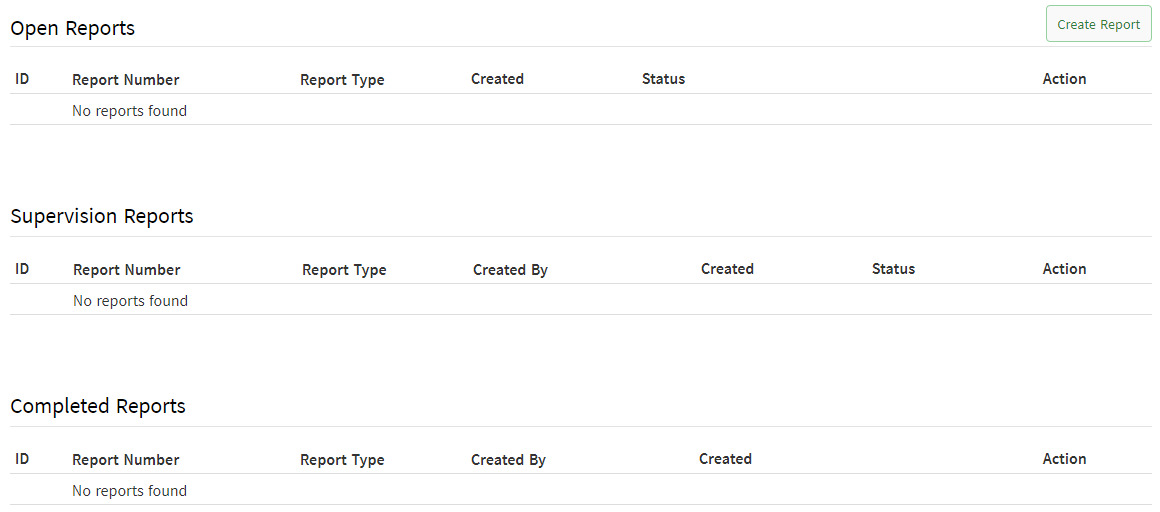 Open Reports
Create Report
ID Report Number Report Type Created Status Action
No reports found
Supervision Reports
ID Report Number Report Type Created By Created Status Action
No reports found
Completed Reports
ID Report Number Report Type Created By Created Action
No reports found